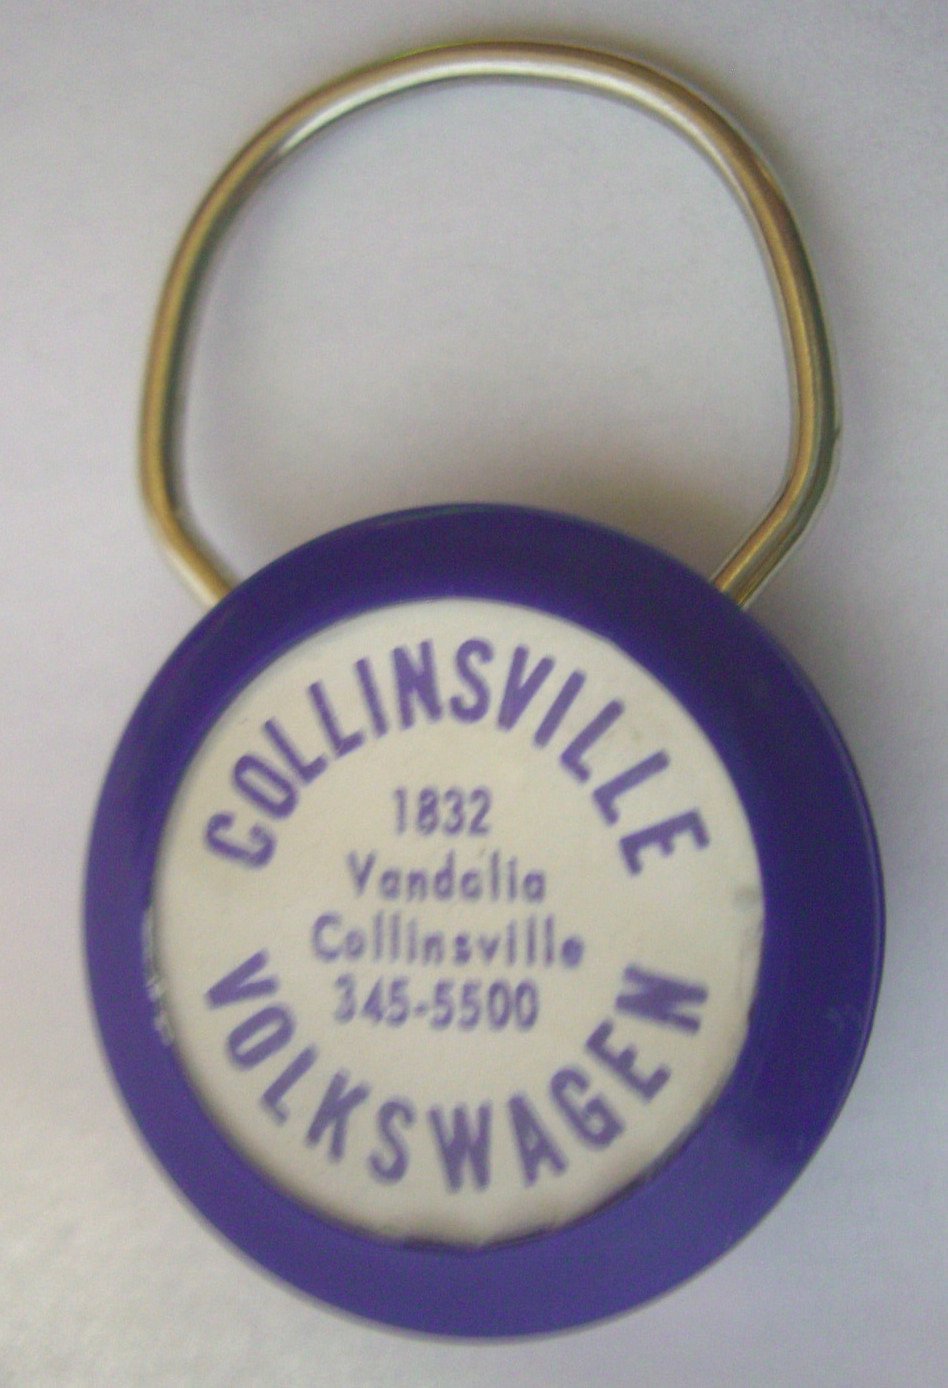 COLLINSVILLE
1832
Vandalia
Collinsville
345-5500
VOLKSWAGEN